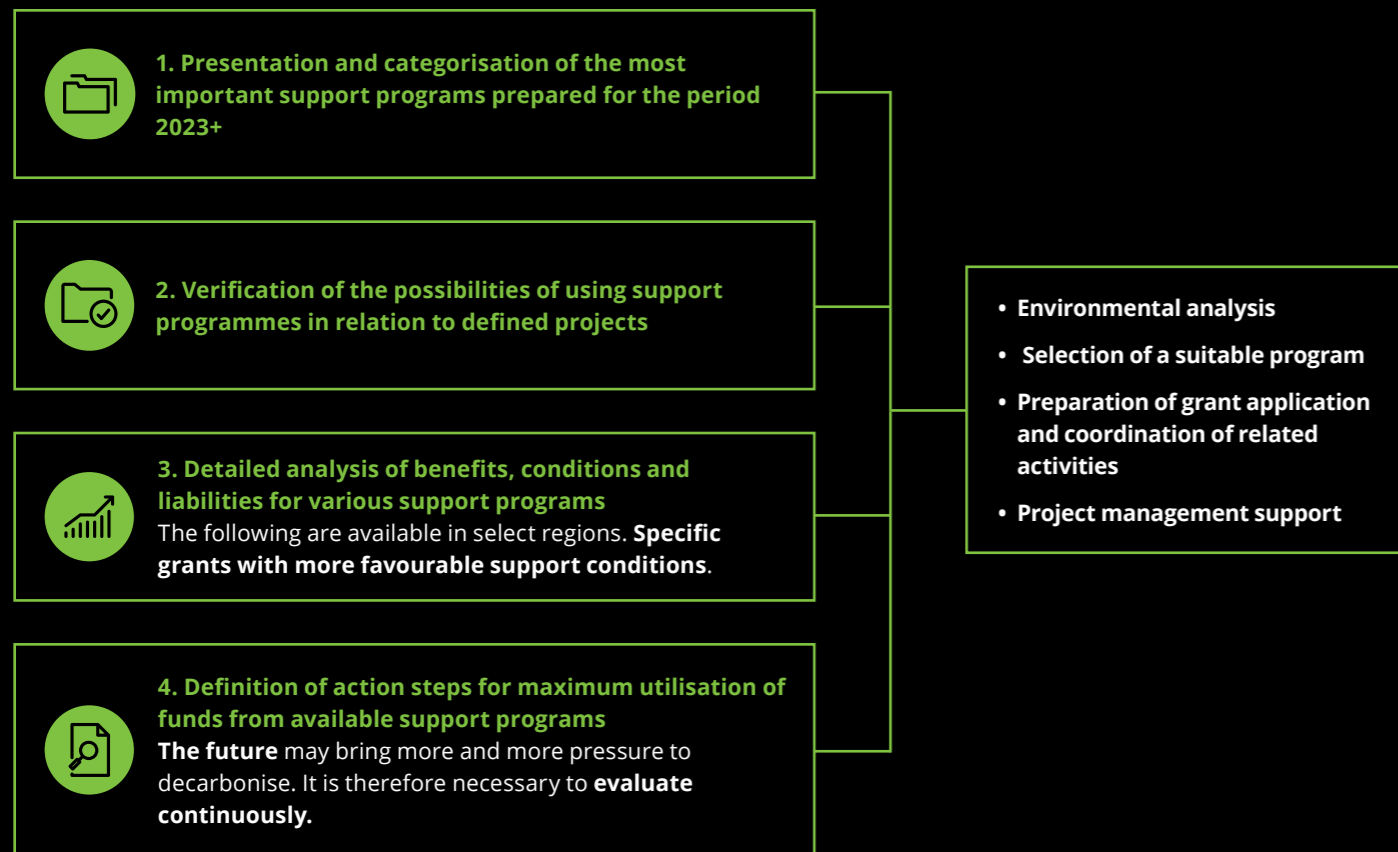 1. Presentation and categorisation of the most
important support programs prepared for the period
2023+
2. Verification of the possibilities of using support
programmes in relation to defined projects
3. Detailed analysis of benefits, conditions and
liabilities for various support programs
The following are available in select regions. Specific
grants with more favourable support conditions.
4. Definition of action steps for maximum utilisation of
funds from available support programs
The future may bring more and more pressure to
decarbonise. It is therefore necessary to evaluate
continuously.
• Environmental analysis
• Selection of a suitable program
• Preparation of grant application
and coordination of related
activities
• Project management support